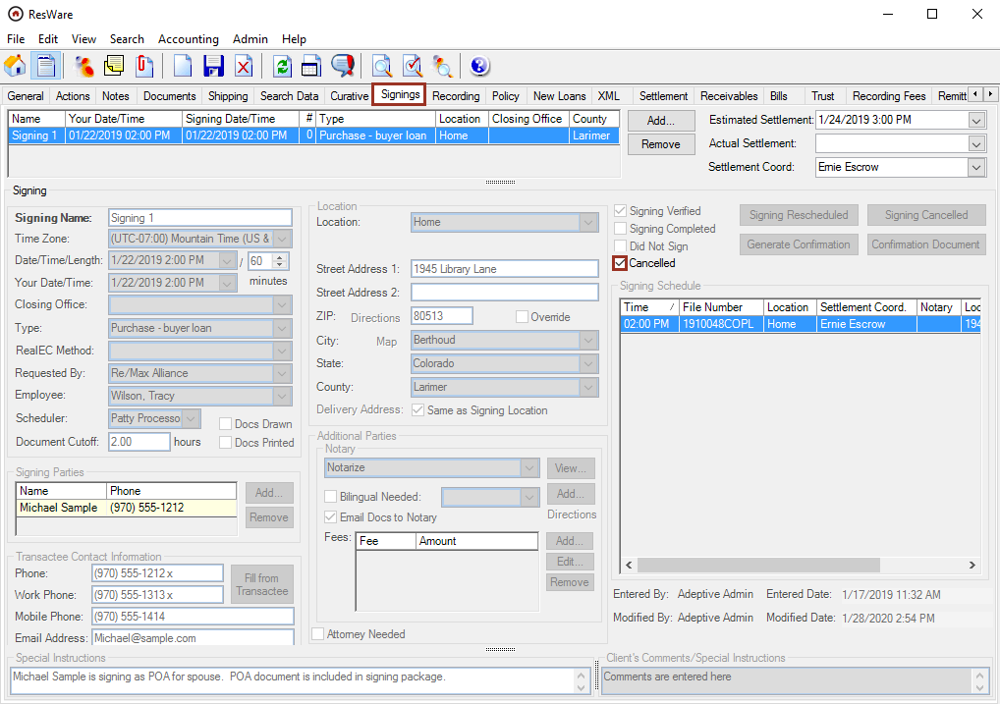 ResWare
File Edit View Search Accounting Admin Help
General Actions Notes Documents Shipping Search Data Curative Signings Recording Policy New Loans XML Settlement Receivables Bills Trust Recording Fees Remitt
Name Your Date/Time Signing Date/Time # Type Location Closing Office County
Signing 1 01/22/2019 02:00 PM 01/22/2019 02:00 PM 0 Purchase - buyer loan Home Larimer
Add...
Remove
Estimated Settlement: 1/24/2019 3:00 PM
Actual Settlement:
Settlement Coord: Ernie Escrow
Signing
Signing Name: Signing 1
Time Zone: (UTC-07:00) Mountain Time (US &
Date/Time/Length: 1/22/2019 2:00 PM / 60
Your Date/Time: 1/22/2019 2:00 PM minutes
Closing Office:
Type: Purchase - buyer loan
RealEC Method:
Requested By: Re/Max Alliance
Employee: Wilson, Tracy
Scheduler: Patty Processo
Docs Drawn
Document Cutoff: 2.00 hours
Docs Printed
Signing Parties
Name Phone
Michael Sample (970) 555-1212
Add...
Remove
Transactee Contact Information
Phone: (970) 555-1212 x
Work Phone: (970) 555-1313 x
Fill from
Transactee
Mobile Phone: (970) 555-1414
Email Address: Michael@sample.com
Location
Location: Home
Street Address 1: 1945 Library Lane
Street Address 2:
ZIP: Directions 80513 Override
City: Map Berthoud
State: Colorado
County: Larimer
Delivery Address: Same as Signing Location
Additional Parties
Notary
Notarize View...
Bilingual Needed: Add...
Email Docs to Notary Directions
Fees: Fee Amount
Add...
Edit...
Remove
Attorney Needed
Signing Verified
Signing Completed
Did Not Sign
Cancelled
Signing Rescheduled Signing Cancelled
Generate Confirmation Confirmation Document
Signing Schedule
Time / File Number Location Settlement Coord. Notary Loc
02:00 PM 1910048COPL Home Ernie Escrow 194
Entered By: Adeptive Admin Entered Date: 1/17/2019 11:32 AM
Modified By: Adeptive Admin Modified Date: 1/28/2020 2:54 PM
Special Instructions
Michael Sample is signing as POA for spouse. POA document is included in signing package.
Client's Comments/Special Instructions
Comments are entered here